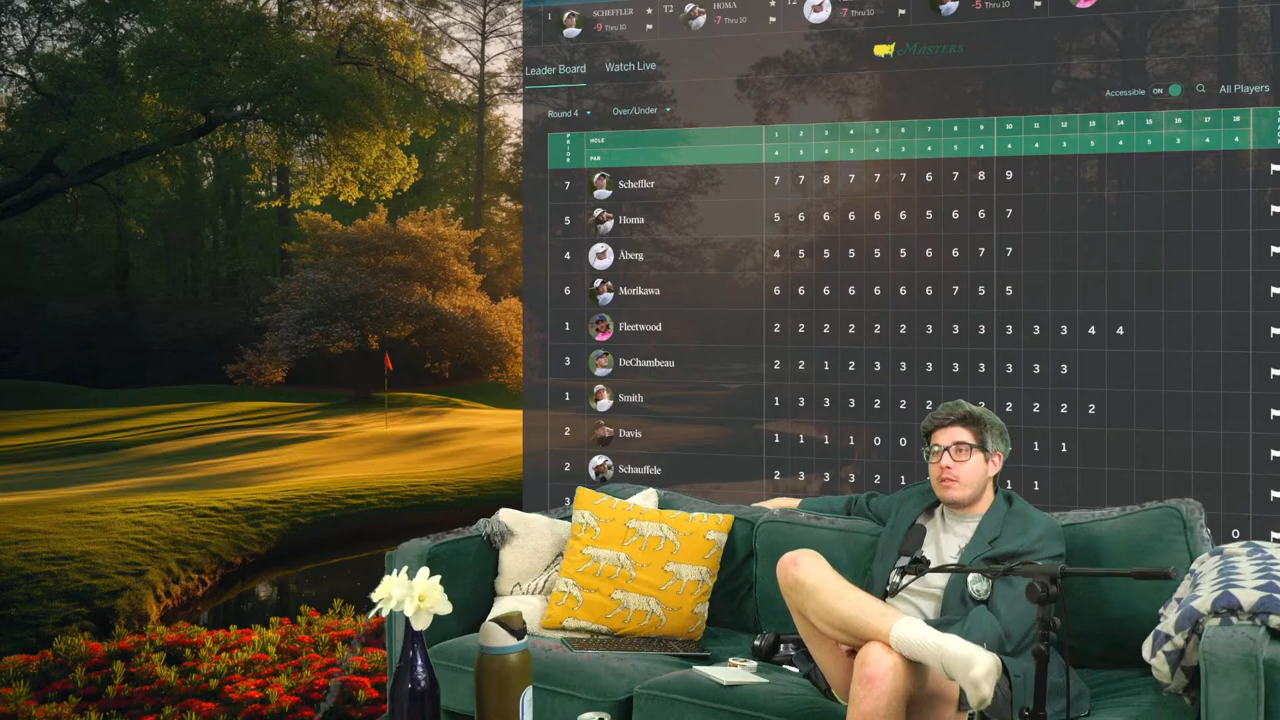 1 SCHEFFLER -9 Thru 10 T2 HOMA -7 Thru 10 T2 -7 Thru 10 -5 Thru 10
MASTERS
Leader Board Watch Live
Accessible ON All Players
Round 4 Over/Under
PRIOR HOLE 1 2 3 4 5 6 7 8 9 10 11 12 13 14 15 16 17 18
PAR 4 5 4 3 4 3 4 5 4 4 4 3 5 4 5 3 4 4
7 Scheffler 7 7 8 7 7 7 6 7 8 9
5 Homa 5 6 6 6 6 6 5 6 6 7
4 Åberg 4 5 5 5 5 6 6 6 7 7
6 Morikawa 6 6 6 6 6 6 6 7 5 5
1 Fleetwood 2 2 2 2 2 2 3 3 3 3 3 3 4 4
3 DeChambeau 2 2 1 2 3 3 3 3 3 3 3 3
1 Smith 1 3 3 3 2 2 2 2 2 2 2 2 2
2 Davis 1 1 1 1 0 0 1 1
2 Schauffele 2 3 3 3 2 1 1 1
3 0